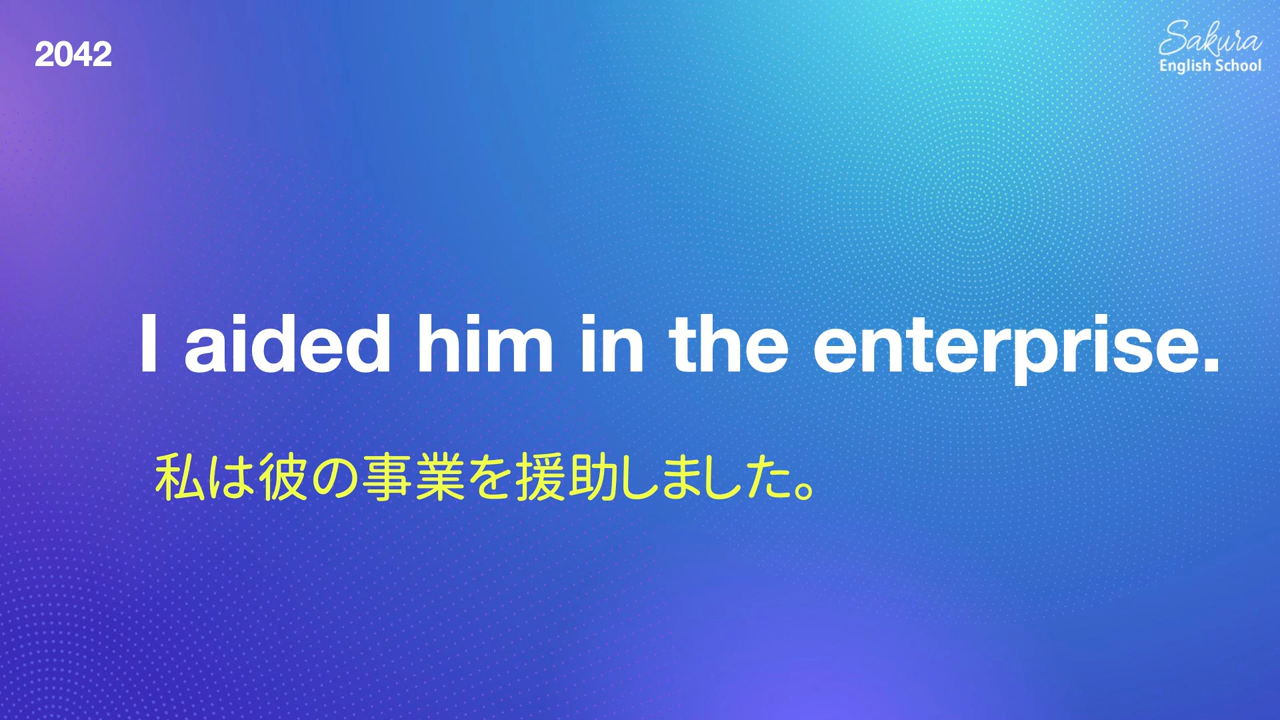 2042
Sakura
English School
I aided him in the enterprise.
私は彼の事業を援助しました。